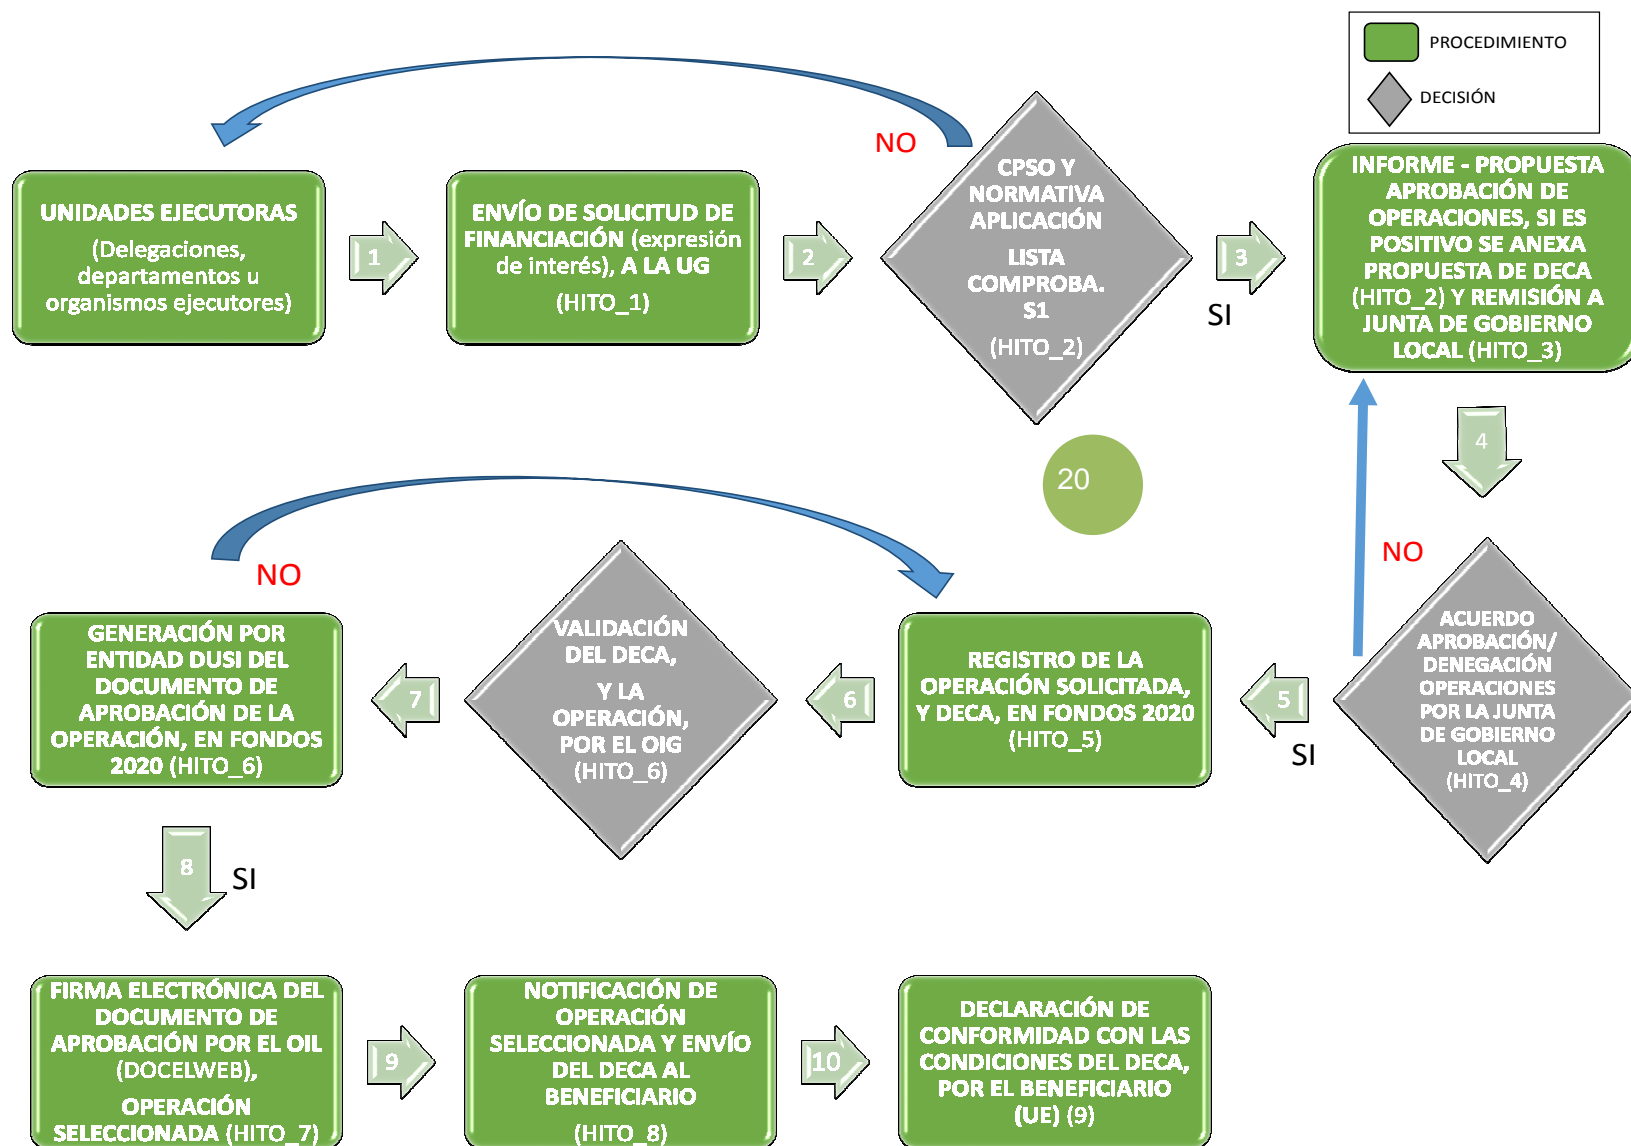 PROCEDIMIENTO
DECISIÓN
NO
UNIDADES EJECUTORAS
(Delegaciones,
departamentos u
organismos ejecutores)
1
ENVÍO DE SOLICITUD DE
FINANCIACIÓN (expresión
de interés), A LA UG
(HITO_1)
2
CPSO Y
NORMATIVA
APLICACIÓN
LISTA
COMPROBA.
S1
(HITO_2)
3
SI
INFORME - PROPUESTA
APROBACIÓN DE
OPERACIONES, SI ES
POSITIVO SE ANEXA
PROPUESTA DE DECA
(HITO_2) Y REMISIÓN A
JUNTA DE GOBIERNO
LOCAL (HITO_3)
4
20
NO
ACUERDO
APROBACIÓN/
DENEGACIÓN
OPERACIONES
POR LA JUNTA
DE GOBIERNO
LOCAL
(HITO_4)
5
SI
REGISTRO DE LA
OPERACIÓN SOLICITADA,
Y DECA, EN FONDOS 2020
(HITO_5)
6
VALIDACIÓN
DEL DECA,
Y LA
OPERACIÓN,
POR EL OIG
(HITO_6)
7
NO
GENERACIÓN POR
ENTIDAD DUSI DEL
DOCUMENTO DE
APROBACIÓN DE LA
OPERACIÓN, EN FONDOS
2020 (HITO_6)
8
SI
FIRMA ELECTRÓNICA DEL
DOCUMENTO DE
APROBACIÓN POR EL OIL
(DOCELWEB),
OPERACIÓN
SELECCIONADA (HITO_7)
9
NOTIFICACIÓN DE
OPERACIÓN
SELECCIONADA Y ENVÍO
DEL DECA AL
BENEFICIARIO
(HITO_8)
10
DECLARACIÓN DE
CONFORMIDAD CON LAS
CONDICIONES DEL DECA,
POR EL BENEFICIARIO
(UE) (9)